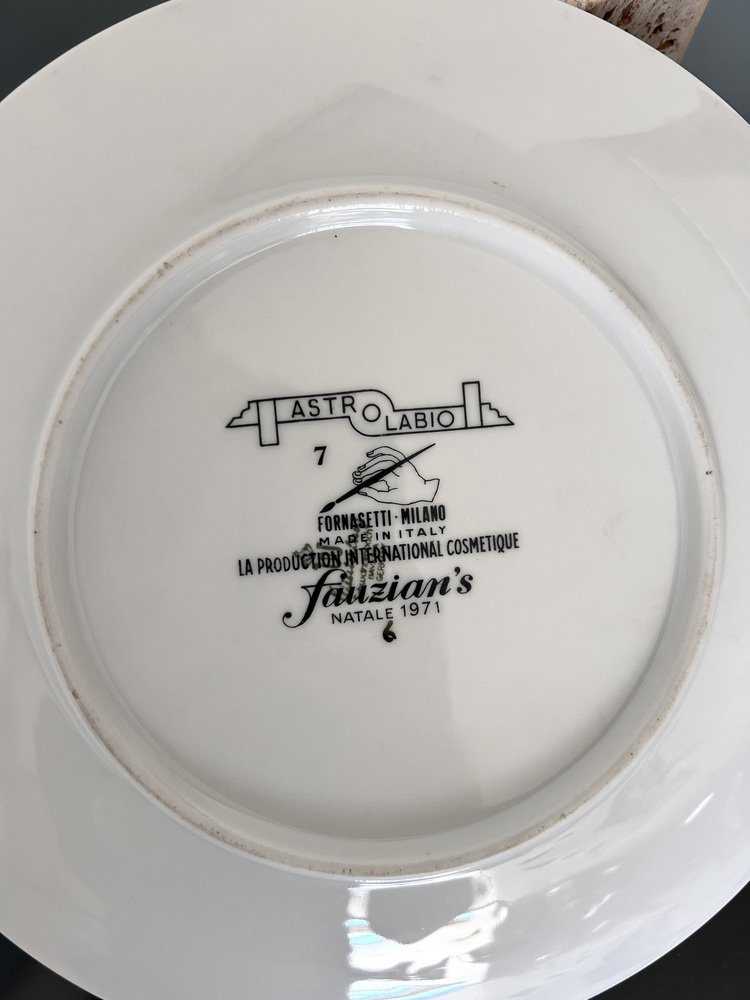 ASTROLABIO
7
FORNASETTI · MILANO
MADE IN ITALY
LA PRODUCTION INTERNATIONAL COSMETIQUE
fauzian's
NATALE 1971
6